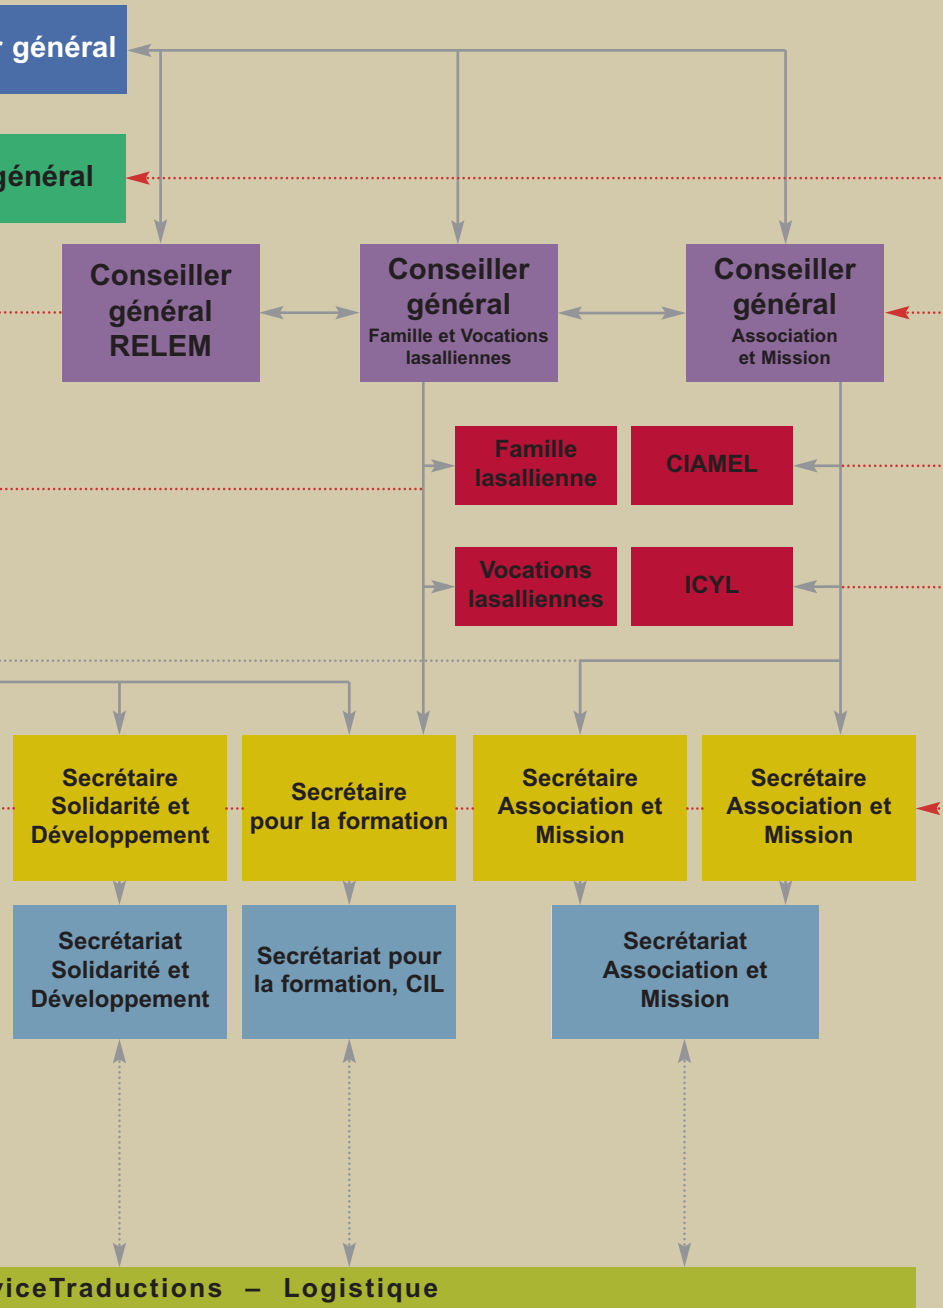 général
général
Conseiller
général
RELEM
Conseiller
général
Famille et Vocations
lasalliennes
Conseiller
général
Association
et Mission
Famille
lasallienne
CIAMEL
Vocations
lasalliennes
ICYL
Secrétaire
Solidarité et
Développement
Secrétaire
pour la formation
Secrétaire
Association et
Mission
Secrétaire
Association et
Mission
Secrétariat
Solidarité et
Développement
Secrétariat pour
la formation, CIL
Secrétariat
Association et
Mission
viceTraductions – Logistique